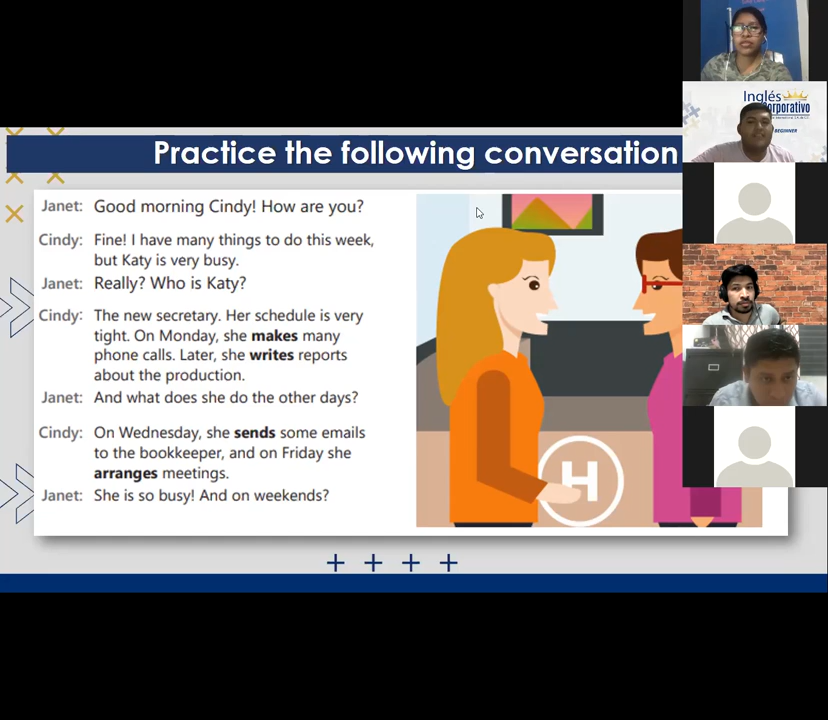 Inglés
Corporativo
BEGINNER
Practice the following conversation
Janet: Good morning Cindy! How are you?
Cindy: Fine! I have many things to do this week,
but Katy is very busy.
Janet: Really? Who is Katy?
Cindy: The new secretary. Her schedule is very
tight. On Monday, she makes many
phone calls. Later, she writes reports
about the production.
Janet: And what does she do the other days?
Cindy: On Wednesday, she sends some emails
to the bookkeeper, and on Friday she
arranges meetings.
Janet: She is so busy! And on weekends?
H